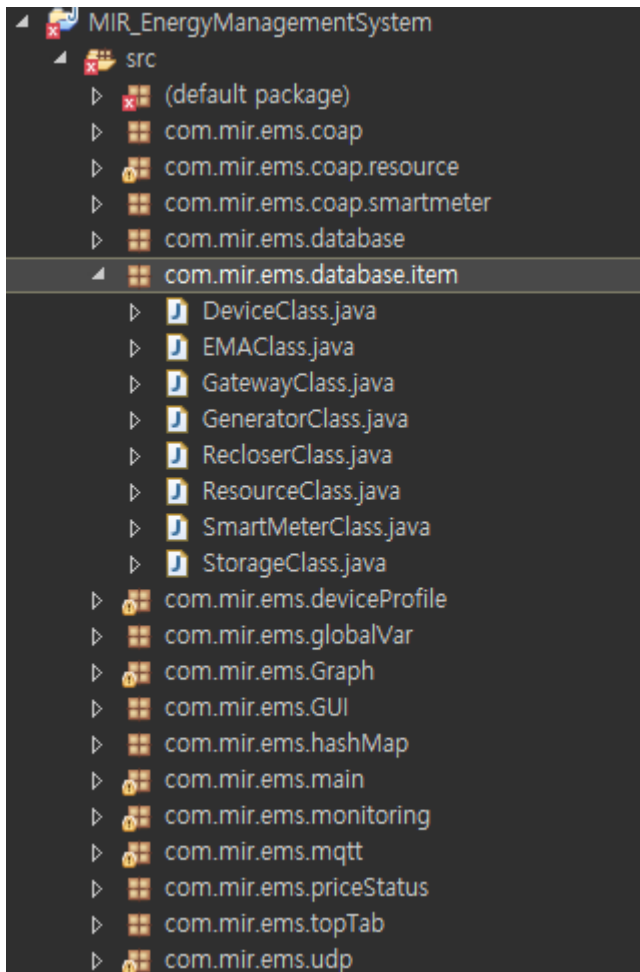 MIR_EnergyManagementSystem
src
(default package)
com.mir.ems.coap
com.mir.ems.coap.resource
com.mir.ems.coap.smartmeter
com.mir.ems.database
com.mir.ems.database.item
DeviceClass.java
EMAClass.java
GatewayClass.java
GeneratorClass.java
RecloserClass.java
ResourceClass.java
SmartMeterClass.java
StorageClass.java
com.mir.ems.deviceProfile
com.mir.ems.globalVar
com.mir.ems.Graph
com.mir.ems.GUI
com.mir.ems.hashMap
com.mir.ems.main
com.mir.ems.monitoring
com.mir.ems.mqtt
com.mir.ems.priceStatus
com.mir.ems.topTab
com.mir.ems.udp